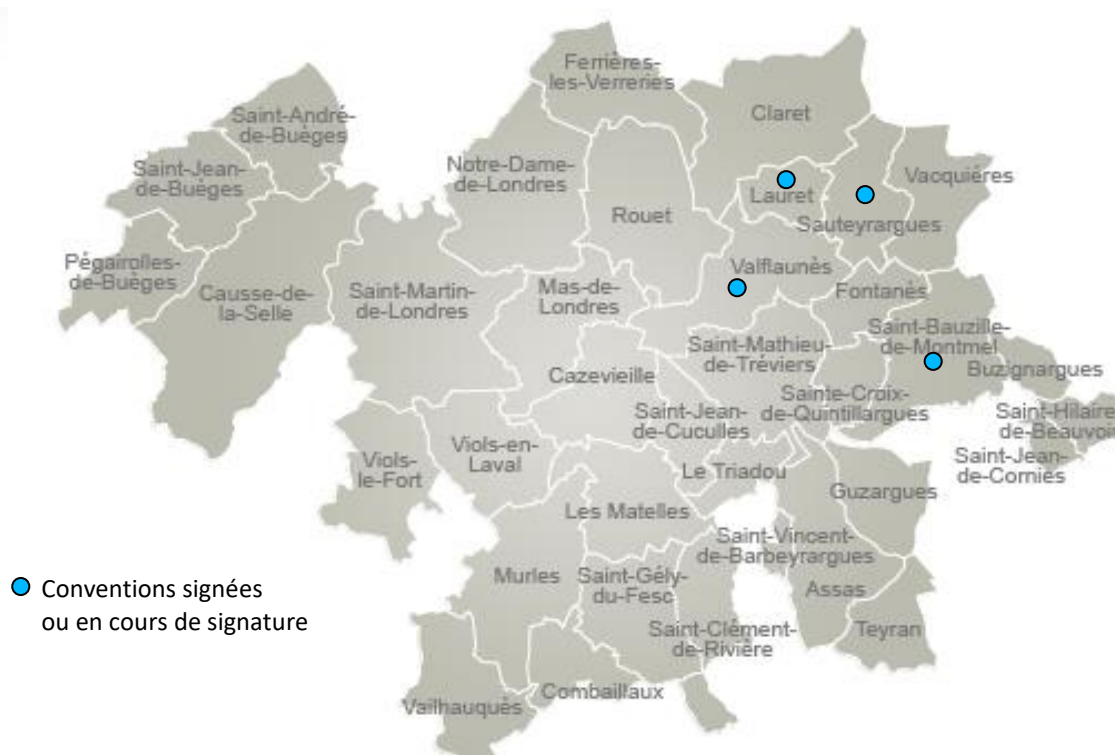 Ferrières-
les-Verreries
Claret
Saint-André-
de-Buèges
Saint-Jean-
de-Buèges
Notre-Dame-
de-Londres
Vacquières
Lauret
Rouet
Sauteyrargues
Pégairolles-
de-Buèges
Valflaunès
Causse-de-
la-Selle
Saint-Martin-
de-Londres
Mas-de-
Londres
Fontanès
Saint-Bauzille-
de-Montmel
Saint-Mathieu-
de-Tréviers
Buzignargues
Cazevieille
Sainte-Croix-
de-Quintillargues
Saint-Jean-
de-Cuculles
Saint-Hilaire-
de-Beauvoir
Viols-en-
Laval
Viols-
le-Fort
Le Triadou
Saint-Jean-
de-Cornies
Guzargues
Les Matelles
Saint-Vincent-
de-Barbeyrargues
Murles
Saint-Gély-
du-Fesc
Assas
Conventions signées
ou en cours de signature
Saint-Clément-
de-Rivière
Teyran
Combaillaux
Vailhauquès